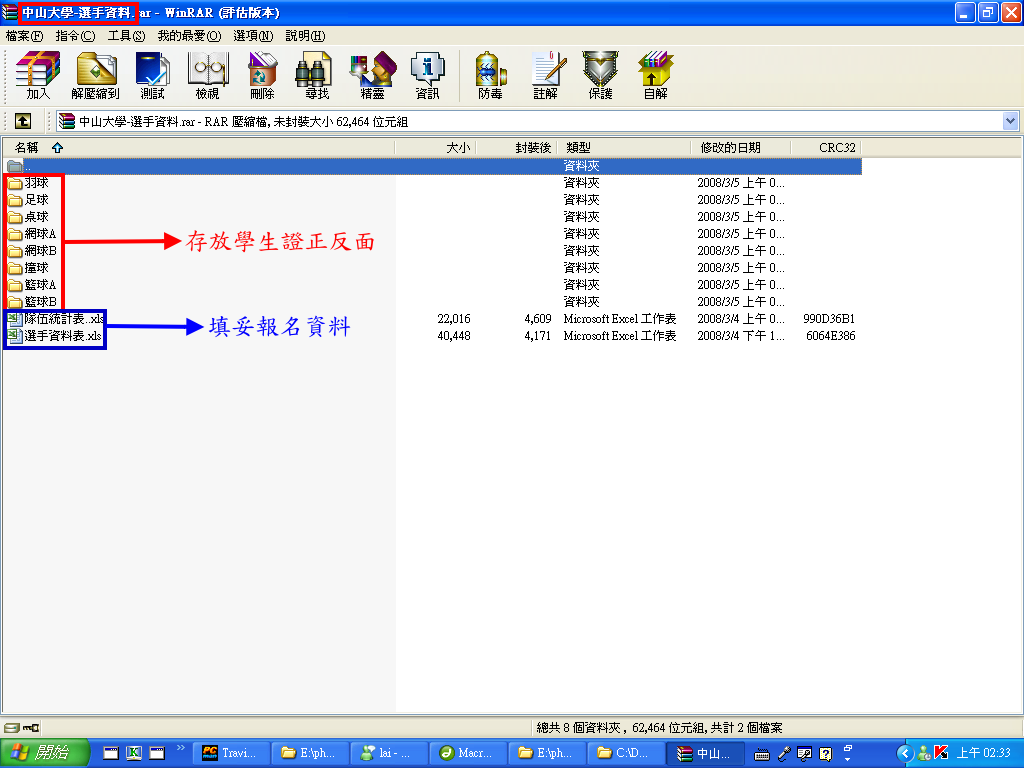 中山大學-選手資料.rar - WinRAR (評估版本)
檔案(F) 指令(C) 工具(S) 我的最愛(O) 選項(N) 說明(H)
加入 解壓縮到 測試 檢視 刪除 尋找 精靈 資訊 防毒 註解 保護 自解
中山大學-選手資料.rar - RAR 壓縮檔, 未封裝大小 62,464 位元組
名稱 大小 封裝後 類型 修改的日期 CRC32
.. 資料夾
羽球 資料夾 2008/3/5 上午 0...
足球 資料夾 2008/3/5 上午 0...
桌球 資料夾 2008/3/5 上午 0...
網球A 資料夾 2008/3/5 上午 0...
存放學生證正反面
網球B 資料夾 2008/3/5 上午 0...
撞球 資料夾 2008/3/5 上午 0...
籃球A 資料夾 2008/3/5 上午 0...
籃球B 資料夾 2008/3/5 上午 0...
隊伍統計表..xls 22,016 4,609 Microsoft Excel 工作表 2008/3/4 上午 0... 990D36B1
填妥報名資料
選手資料表.xls 40,448 4,171 Microsoft Excel 工作表 2008/3/4 下午 1... 6064E386
總共 8 個資料夾 , 62,464 位元組, 共計 2 個檔案
開始 Travi... E:\ph... lai - ... Macr... E:\ph... C:\D... 中山... 上午 02:33